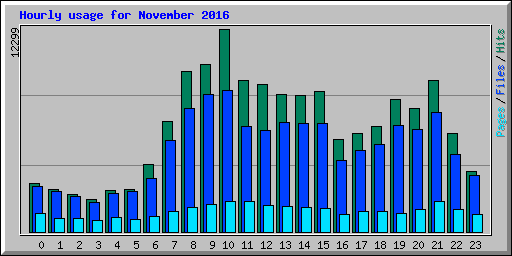 Hourly usage for November 2016
12299
Pages/Files/Hits
0 1 2 3 4 5 6 7 8 9 10 11 12 13 14 15 16 17 18 19 20 21 22 23